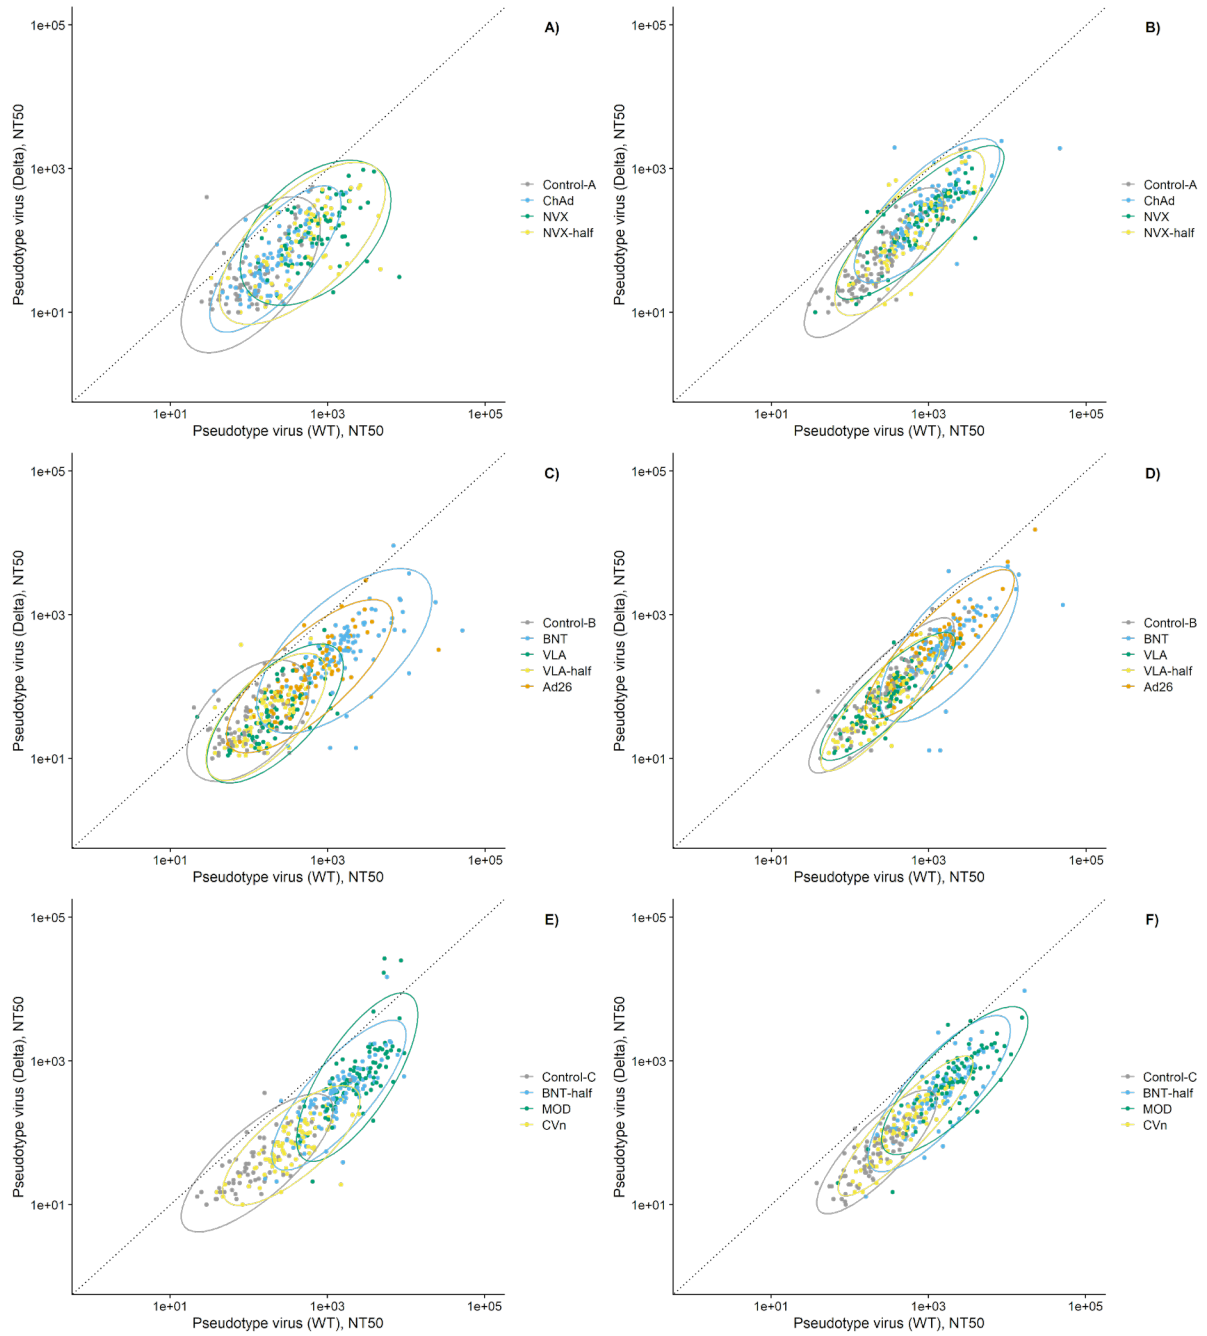 A)
1e+05
1e+03
1e+01
Pseudotype virus (Delta), NT50
1e+01 1e+03 1e+05
Pseudotype virus (WT), NT50
Control-A
ChAd
NVX
NVX-half
B)
1e+05
1e+03
1e+01
Pseudotype virus (Delta), NT50
1e+01 1e+03 1e+05
Pseudotype virus (WT), NT50
Control-A
ChAd
NVX
NVX-half
C)
1e+05
1e+03
1e+01
Pseudotype virus (Delta), NT50
1e+01 1e+03 1e+05
Pseudotype virus (WT), NT50
Control-B
BNT
VLA
VLA-half
Ad26
D)
1e+05
1e+03
1e+01
Pseudotype virus (Delta), NT50
1e+01 1e+03 1e+05
Pseudotype virus (WT), NT50
Control-B
BNT
VLA
VLA-half
Ad26
E)
1e+05
1e+03
1e+01
Pseudotype virus (Delta), NT50
1e+01 1e+03 1e+05
Pseudotype virus (WT), NT50
Control-C
BNT-half
MOD
CVn
F)
1e+05
1e+03
1e+01
Pseudotype virus (Delta), NT50
1e+01 1e+03 1e+05
Pseudotype virus (WT), NT50
Control-C
BNT-half
MOD
CVn